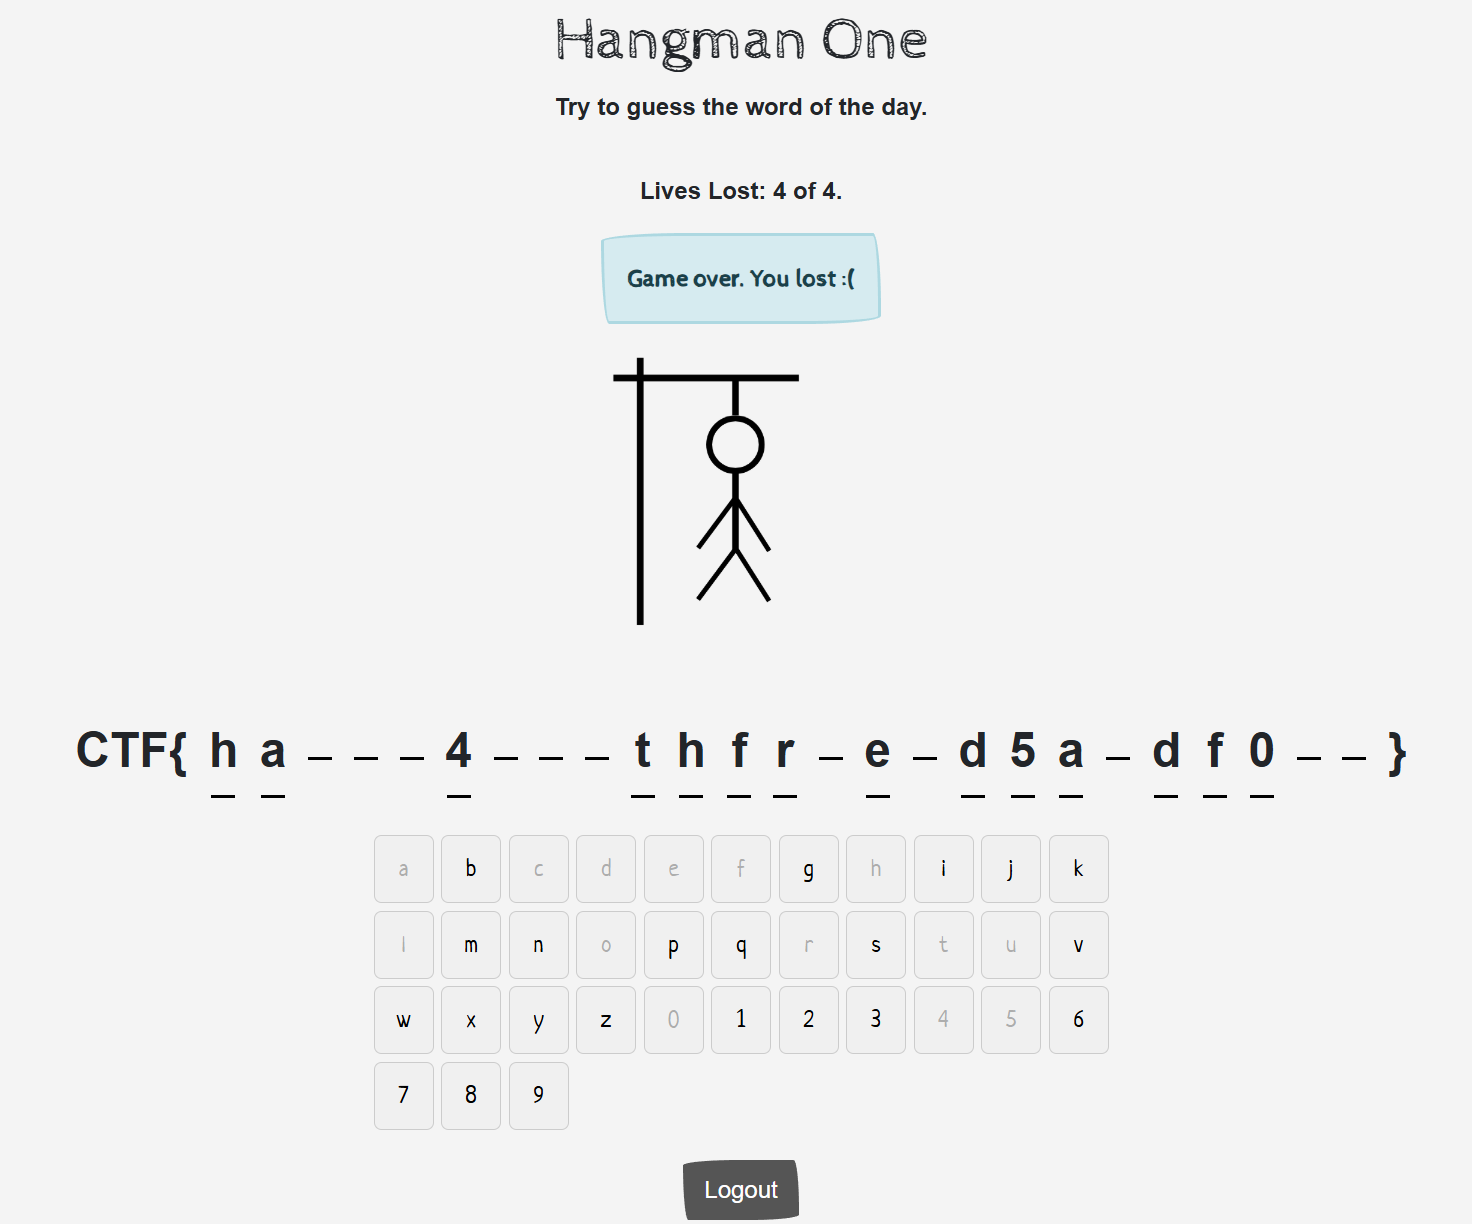 Hangman One
Try to guess the word of the day.
Lives Lost: 4 of 4.
Game over. You lost :(
CTF{ h a _ _ _ 4 _ _ _ t h f r _ e _ d 5 a _ d f 0 _ _ }
a b c d e f g h i j k
l m n o p q r s t u v
w x y z 0 1 2 3 4 5 6
7 8 9
Logout